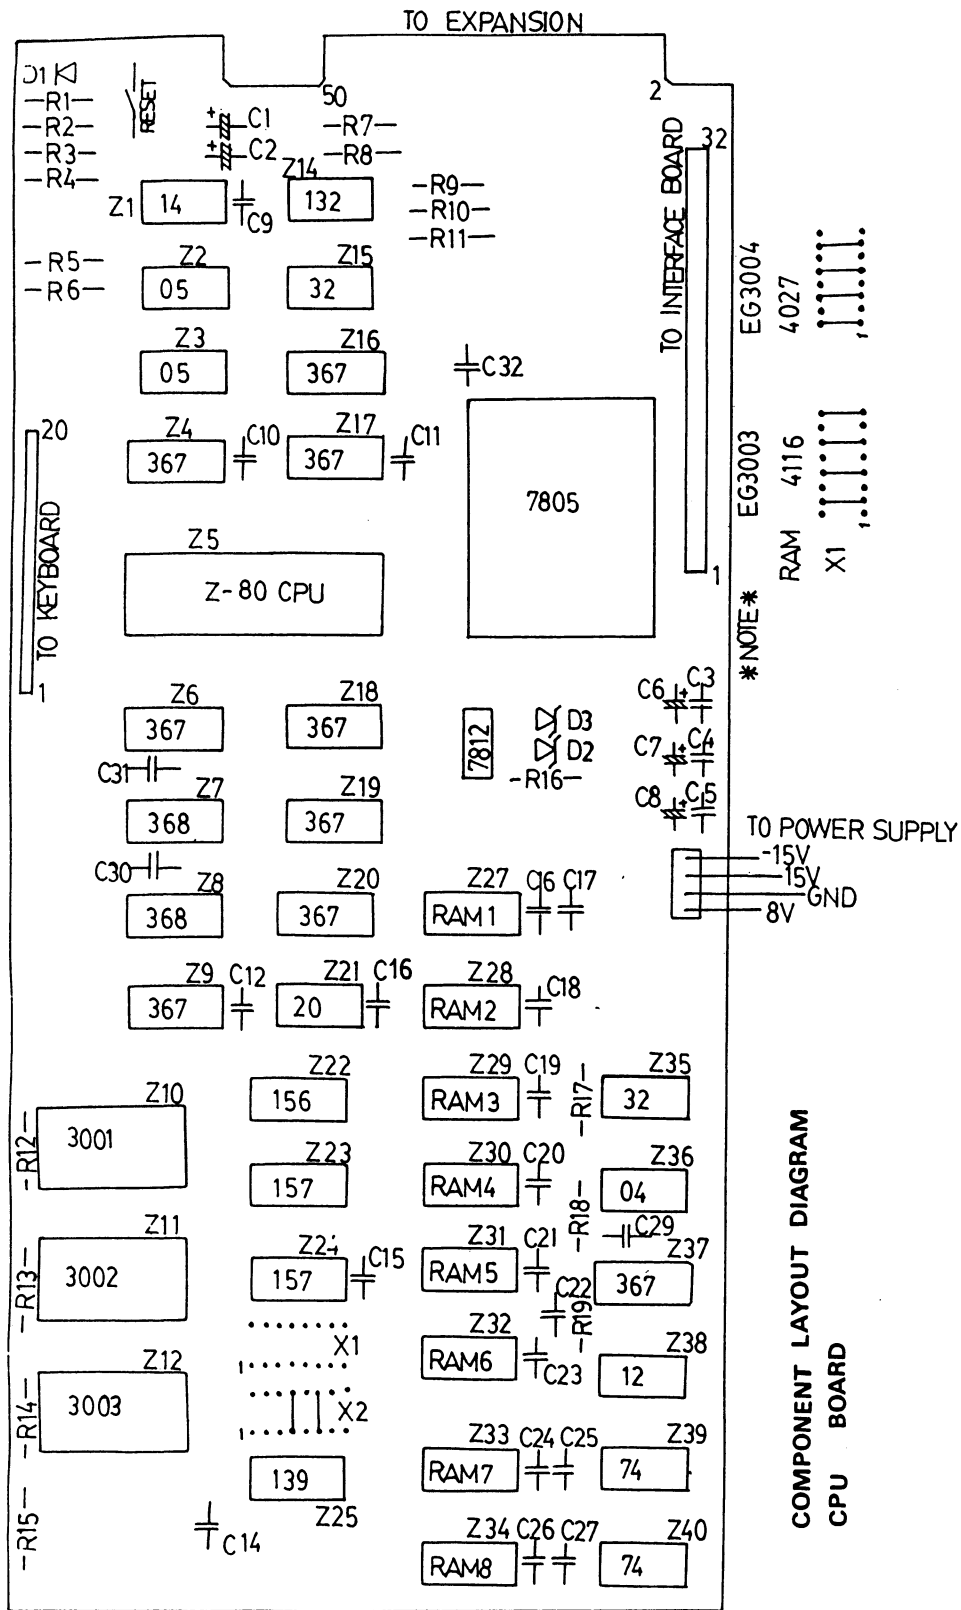 TO EXPANSION
D1
50
2
-R1-
-R2-
-R3-
-R4-
RESET
+ C1
+ C2
-R7-
-R8-
32
TO INTERFACE BOARD
Z1
14
C9
Z14
132
-R9-
-R10-
-R11-
-R5-
-R6-
Z2
05
Z15
32
Z3
05
Z16
367
C32
20
TO KEYBOARD
1
Z4
367
C10
Z17
367
C11
7805
1
Z5
Z-80 CPU
*NOTE*
EG3003
EG3004
RAM
4116
4027
X1
1
1
Z6
367
Z18
367
7812
D3
D2
-R16-
C6 + C3
C7 + C4
C8 + C5
C31
Z7
368
Z19
367
TO POWER SUPPLY
-15V
15V
GND
8V
C30
Z8
368
Z20
367
Z27
RAM1
C16
C17
Z9
367
C12
Z21
20
C16
Z28
RAM2
C18
Z10
3001
-R12-
Z22
156
Z29
RAM3
C19
-R17-
Z35
32
Z23
157
Z30
RAM4
C20
-R18-
Z36
04
C29
Z11
3002
-R13-
Z24
157
C15
Z31
RAM5
C21
C22
-R19-
Z37
367
X1
1
Z32
RAM6
C23
Z38
12
Z12
3003
-R14-
X2
1
Z33
RAM7
C24
C25
Z39
74
139
Z25
-R15-
C14
Z34
RAM8
C26
C27
Z40
74
COMPONENT LAYOUT DIAGRAM
CPU BOARD